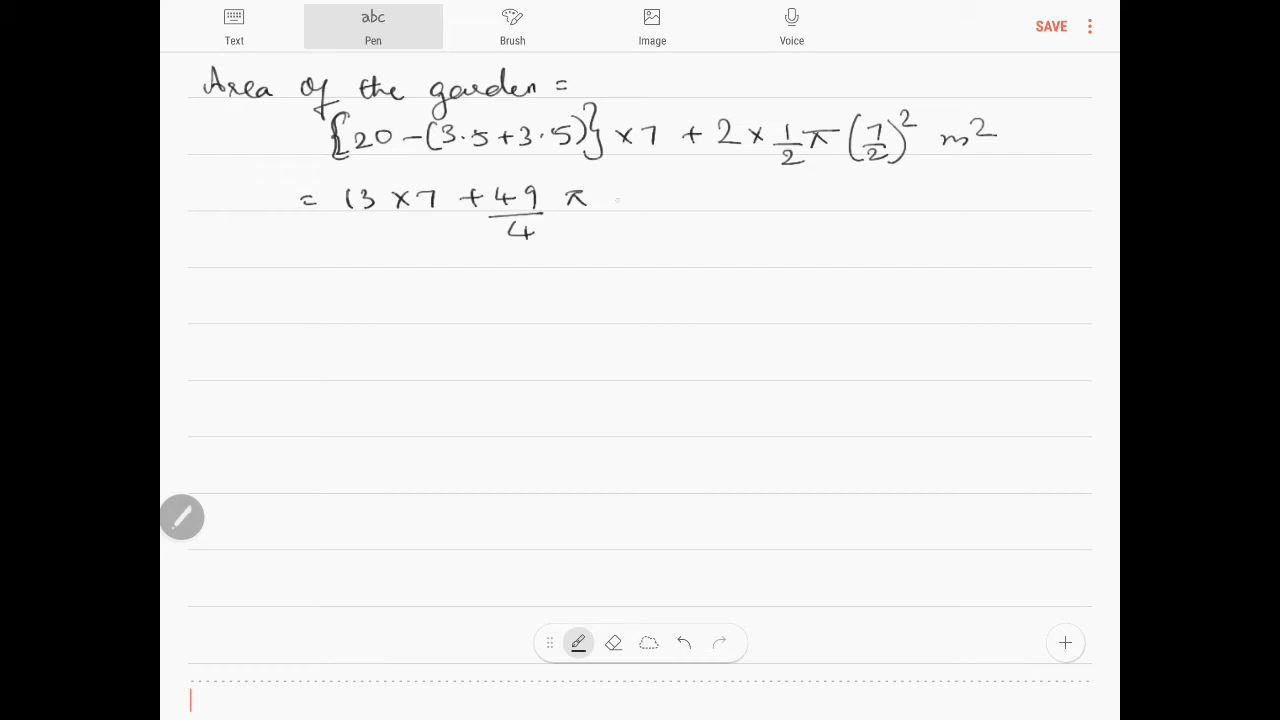 Text
abc
Pen
Brush
Image
Voice
SAVE
Area of the garden =
{20 - (3.5 + 3.5)} × 7 + 2 × 1/2 π (7/2)² m²
= 13 × 7 + 49/4 π